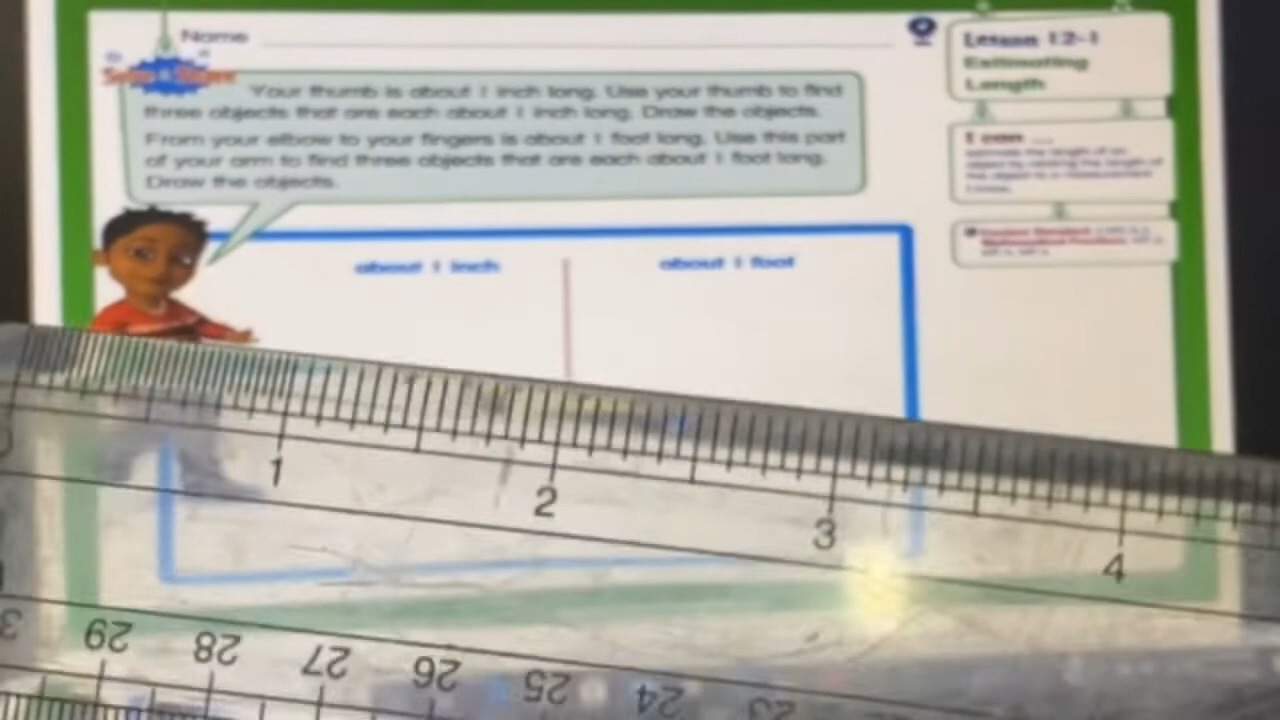 Name
Lesson 12-1
Estimating
Length
Your thumb is about 1 inch long. Use your thumb to find
three objects that are each about 1 inch long. Draw the objects.
From your elbow to your fingers is about 1 foot long. Use this part
of your arm to find three objects that are each about 1 foot long.
Draw the objects.
I can ...
about 1 inch
about 1 foot
1 2 3 4
29 28 27 26 25 24 23